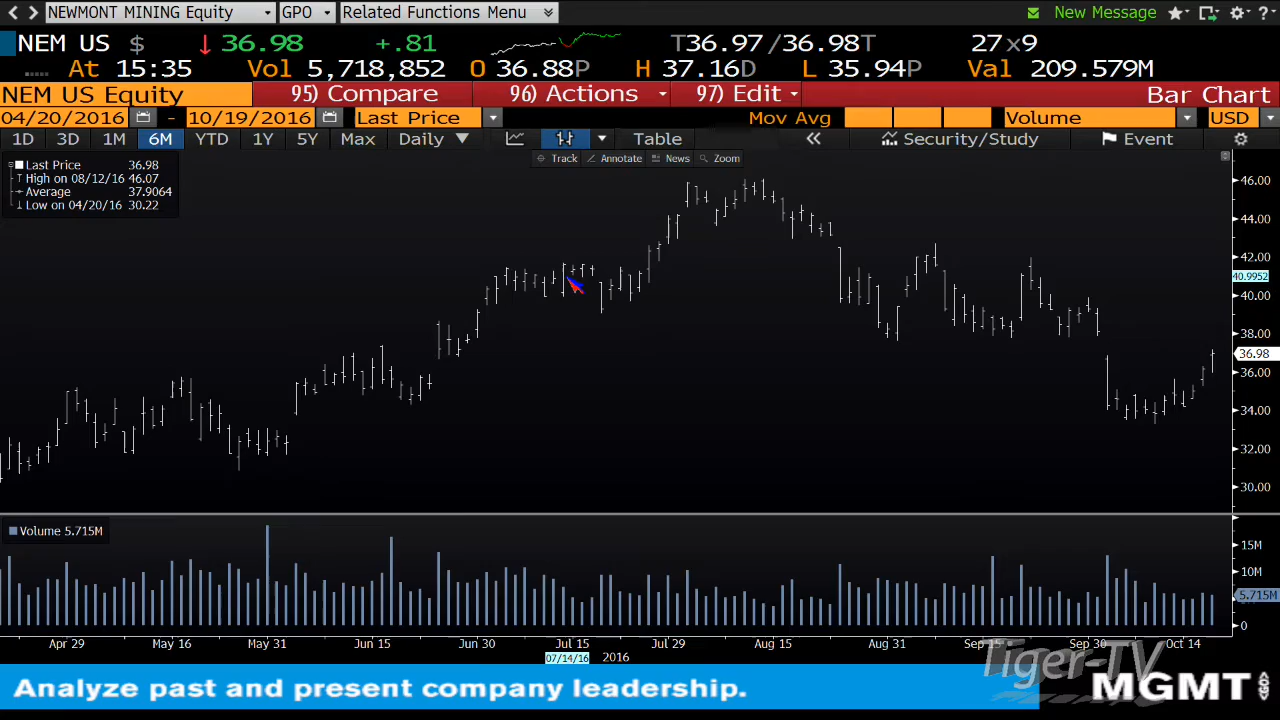 NEWMONT MINING Equity GPO Related Functions Menu New Message
NEM US $ 36.98 +.81 T36.97/36.98T 27x9
At 15:35 Vol 5,718,852 O 36.88P H 37.16D L 35.94P Val 209.579M
NEM US Equity 95) Compare 96) Actions 97) Edit Bar Chart
04/20/2016 - 10/19/2016 Last Price Mov Avg Volume USD
1D 3D 1M 6M YTD 1Y 5Y Max Daily Table Security/Study Event
Track Annotate News Zoom
Last Price 36.98
High on 08/12/16 46.07
Average 37.9064
Low on 04/20/16 30.22
46.00
44.00
42.00
40.9952
40.00
38.00
36.98
36.00
34.00
32.00
30.00
Volume 5.715M
15M
10M
5.715M
0
Apr 29 May 16 May 31 Jun 15 Jun 30 Jul 15 Jul 29 Aug 15 Aug 31 Sep 15 Sep 30 Oct 14
07/14/16 2016
Tiger-TV
Analyze past and present company leadership. MGMT <GO>